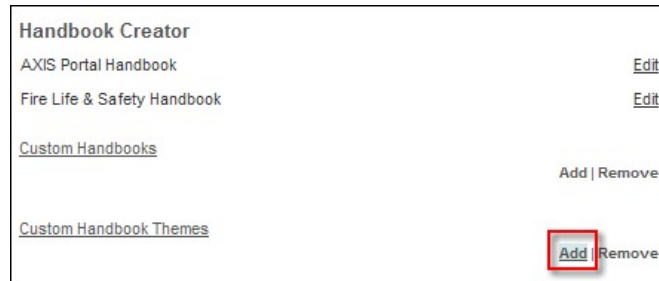 Handbook Creator
AXIS Portal Handbook Edit
Fire Life & Safety Handbook Edit
Custom Handbooks
Add | Remove
Custom Handbook Themes
Add | Remove